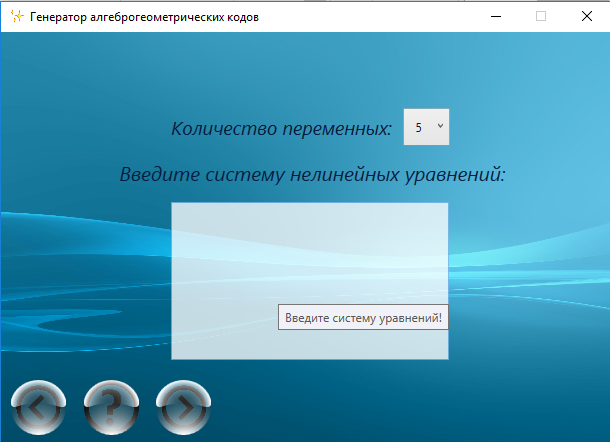 Генератор алгеброгеометрических кодов
Количество переменных: 5
Введите систему нелинейных уравнений:
Введите систему уравнений!
?